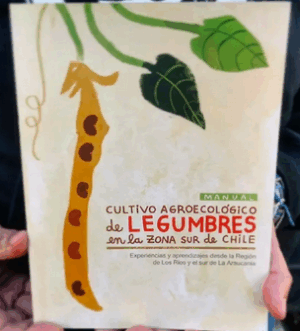 MANUAL
CULTIVO AGROECOLÓGICO
de LEGUMBRES
en la ZONA SUR de CHILE
Experiencias y aprendizajes desde la Región
de Los Ríos y el sur de La Araucanía